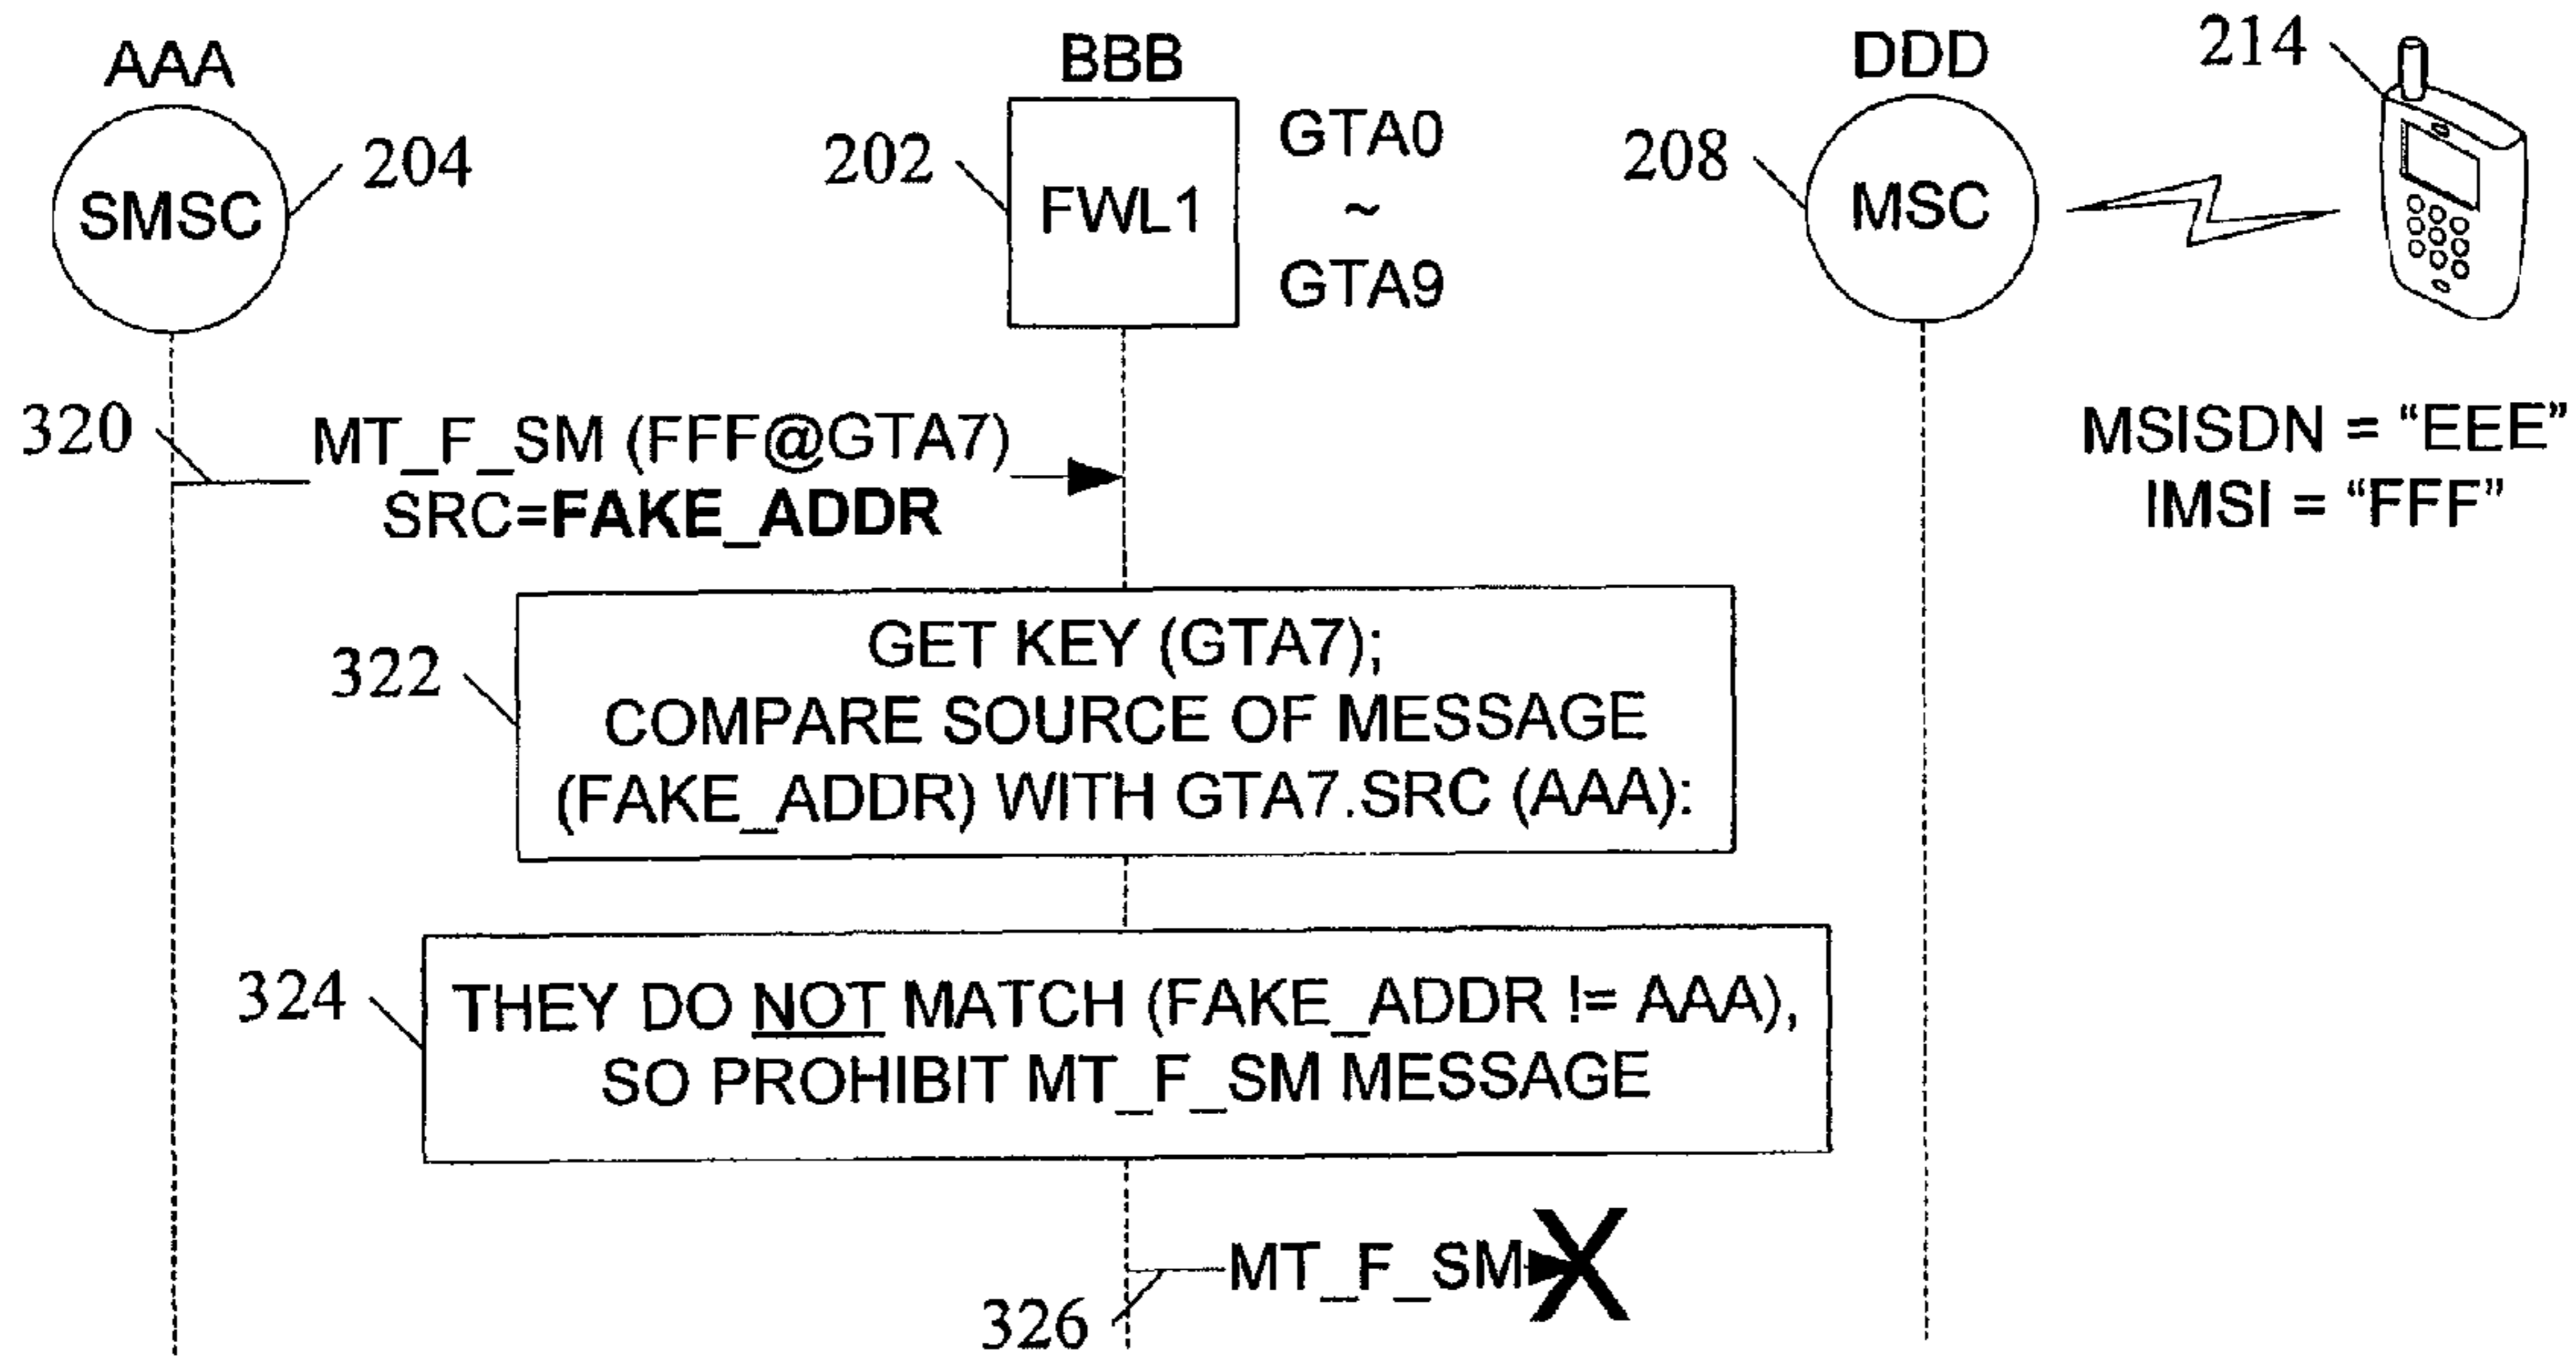 AAA
SMSC
204
BBB
202
FWL1
GTA0
~
GTA9
DDD
208
MSC
214
MSISDN = “EEE”
IMSI = “FFF”
320
MT_F_SM (FFF@GTA7)
SRC=FAKE_ADDR
322
GET KEY (GTA7);
COMPARE SOURCE OF MESSAGE
(FAKE_ADDR) WITH GTA7.SRC (AAA):
324
THEY DO NOT MATCH (FAKE_ADDR != AAA),
SO PROHIBIT MT_F_SM MESSAGE
MT_F_SM
326